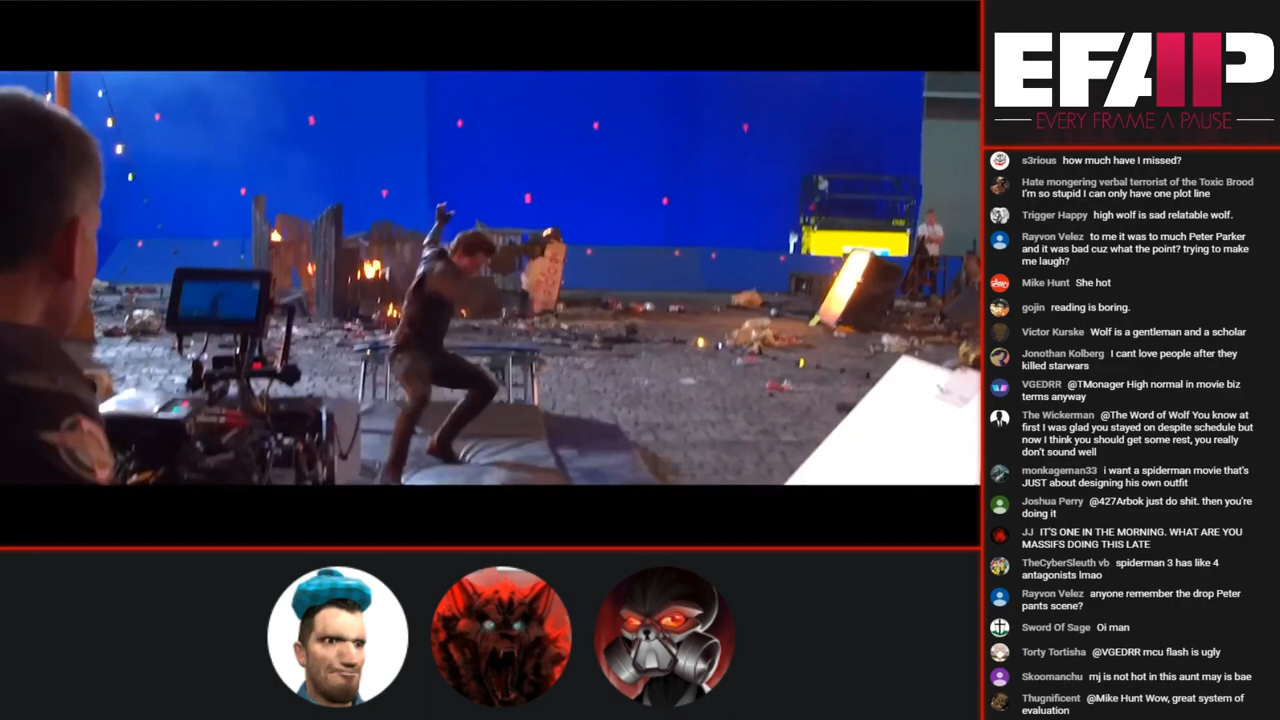 EFAP
EVERY FRAME A PAUSE
s3rious how much have I missed?
Hate mongering verbal terrorist of the Toxic Brood
I'm so stupid I can only have one plot line
Trigger Happy high wolf is sad relatable wolf.
Rayvon Velez to me it was to much Peter Parker
and it was bad cuz what the point? trying to make
me laugh?
Mike Hunt She hot
gojin reading is boring.
Victor Kurske Wolf is a gentleman and a scholar
Jonothan Kolberg I cant love people after they
killed starwars
VGEDRR @TMonager High normal in movie biz
terms anyway
The Wickerman @The Word of Wolf You know at
first I was glad you stayed on despite schedule but
now I think you should get some rest, you really
don't sound well
monkageman33 i want a spiderman movie that's
JUST about designing his own outfit
Joshua Perry @427Arbok just do shit. then you're
doing it
JJ IT'S ONE IN THE MORNING. WHAT ARE YOU
MASSIFS DOING THIS LATE
TheCyberSleuth vb spiderman 3 has like 4
antagonists lmao
Rayvon Velez anyone remember the drop Peter
pants scene?
Sword Of Sage Oi man
Torty Tortisha @VGEDRR mcu flash is ugly
Skoomanchu mj is not hot in this aunt may is bae
Thugnificent @Mike Hunt Wow, great system of
evaluation